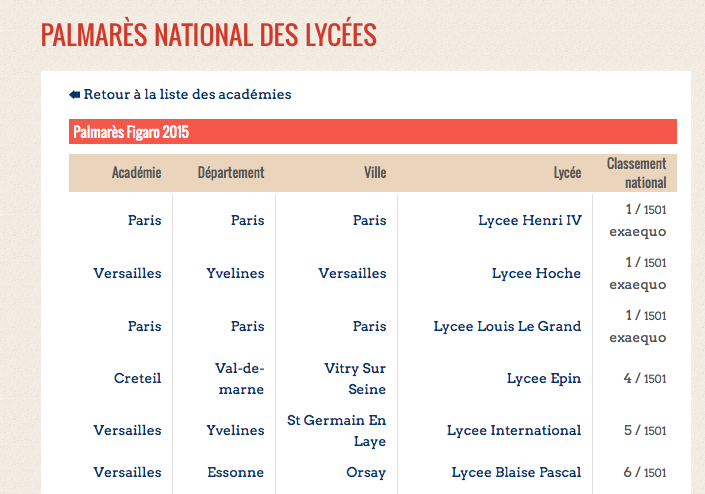 PALMARÈS NATIONAL DES LYCÉES
Retour à la liste des académies
Palmarès Figaro 2015
Académie Département Ville Lycée Classement national
Paris Paris Paris Lycee Henri IV 1 / 1501 exaequo
Versailles Yvelines Versailles Lycee Hoche 1 / 1501 exaequo
Paris Paris Paris Lycee Louis Le Grand 1 / 1501 exaequo
Creteil Val-de-marne Vitry Sur Seine Lycee Epin 4 / 1501
Versailles Yvelines St Germain En Laye Lycee International 5 / 1501
Versailles Essonne Orsay Lycee Blaise Pascal 6 / 1501